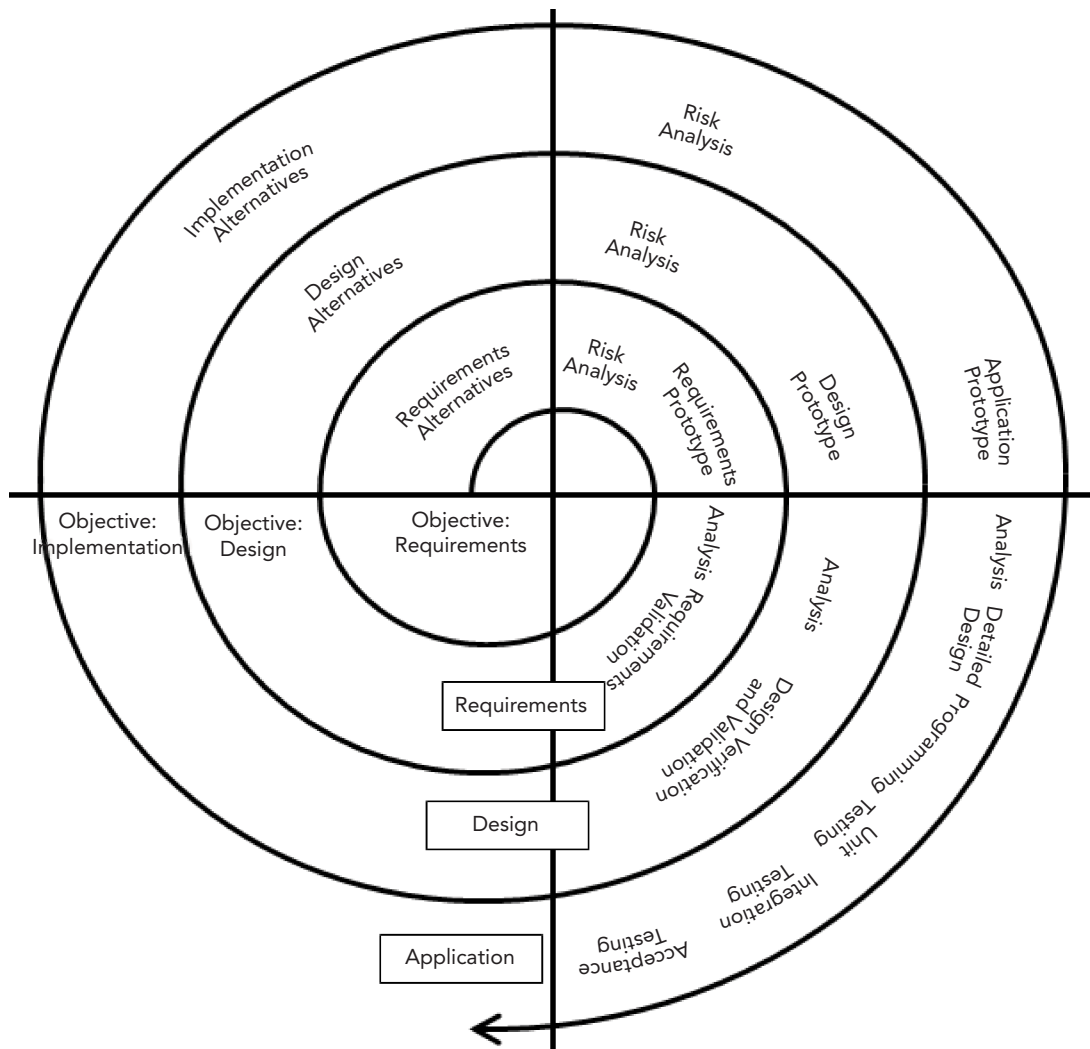 Risk
Analysis
Implementation
Alternatives
Risk
Analysis
Design
Alternatives
Risk
Analysis
Requirements
Alternatives
Requirements
Prototype
Design
Prototype
Application
Prototype
Objective:
Implementation
Objective:
Design
Objective:
Requirements
Analysis
Requirements
Validation
Analysis
Design Verification
and Validation
Analysis
Detailed
Design
Programming
Unit
Testing
Integration
Testing
Acceptance
Testing
Requirements
Design
Application